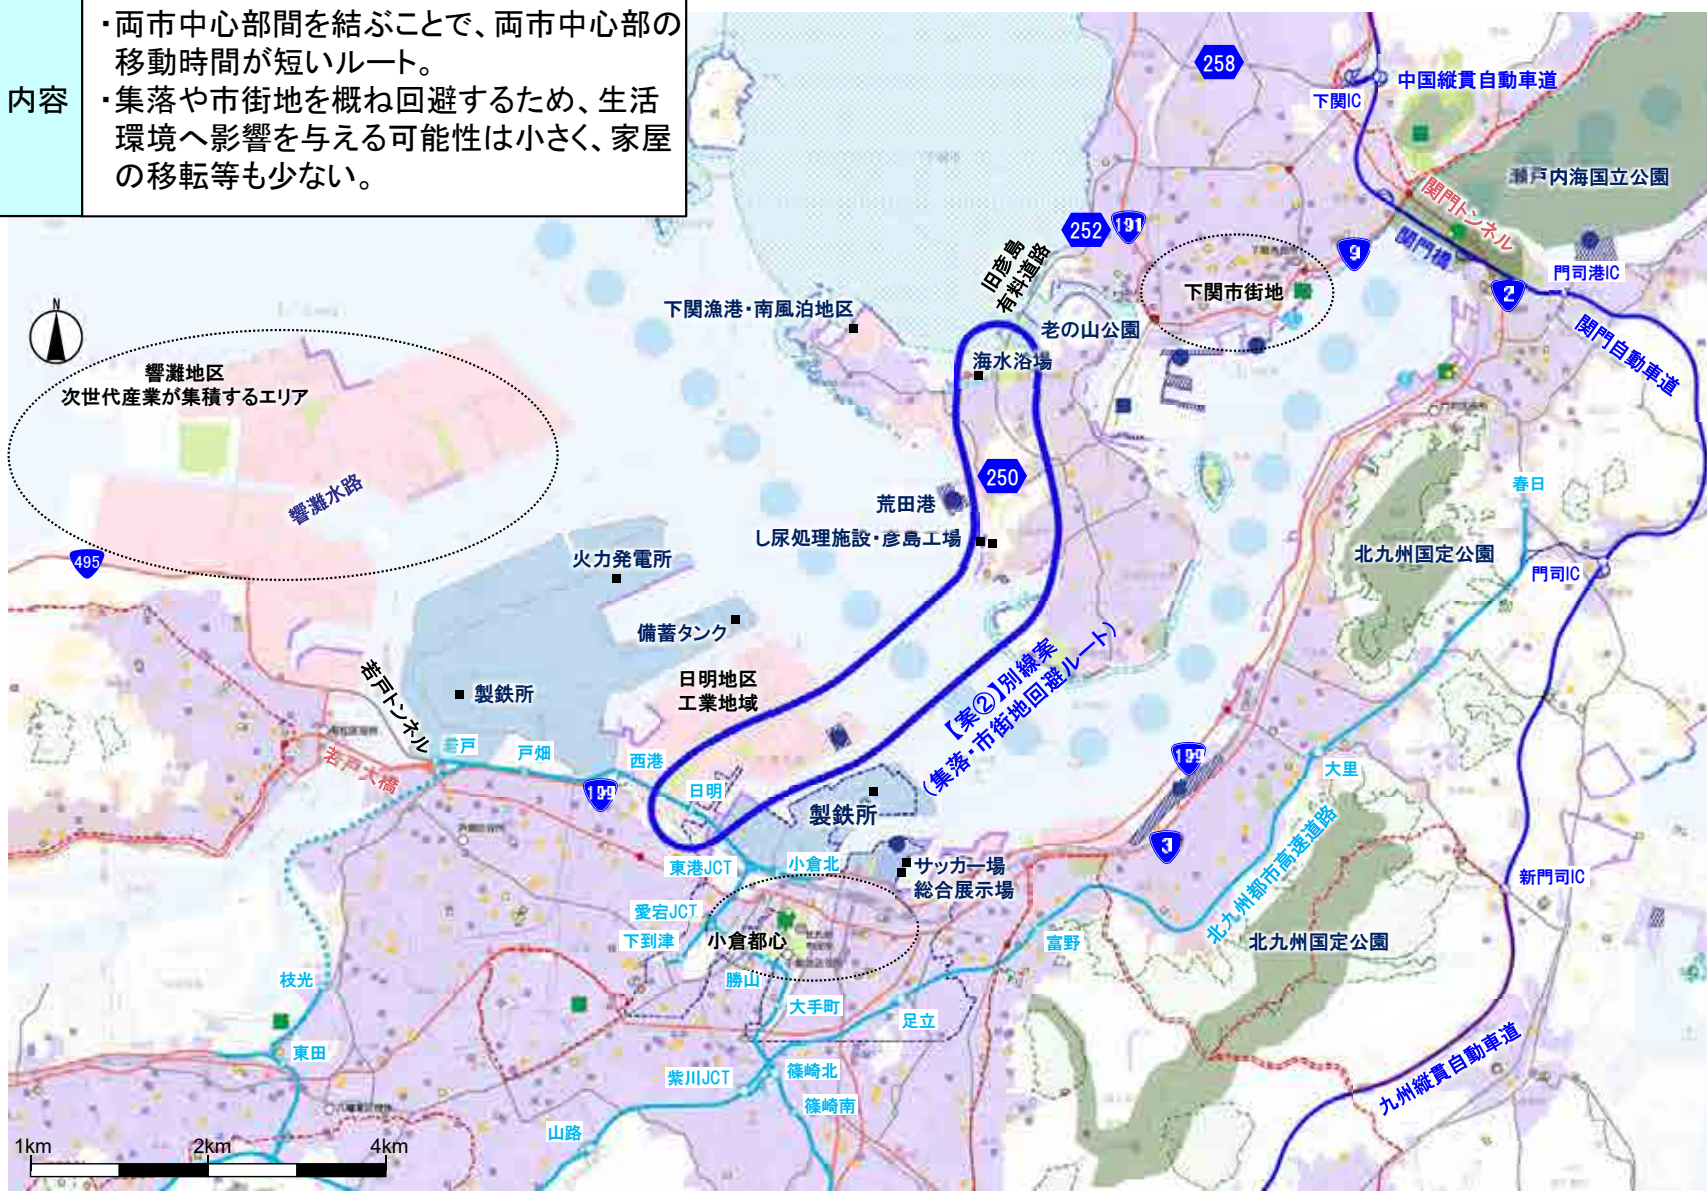 内容
・両市中心部間を結ぶことで、両市中心部の
移動時間が短いルート。
・集落や市街地を概ね回避するため、生活
環境へ影響を与える可能性は小さく、家屋
の移転等も少ない。
258
中国縦貫自動車道
下関IC
瀬戸内海国立公園
関門トンネル
252
191
9
関門橋
門司港IC
旧彦島
有料道路
下関市街地
2
N
下関漁港・南風泊地区
老の山公園
関門自動車道
海水浴場
響灘地区
次世代産業が集積するエリア
250
響灘水路
荒田港
春日
し尿処理施設・彦島工場
495
火力発電所
北九州国定公園
門司IC
備蓄タンク
【案②】別線案
(集落・市街地回避ルート)
日明地区
工業地域
若戸トンネル
製鉄所
若戸
戸畑
西港
199
大里
若戸大橋
199
日明
製鉄所
3
東港JCT
小倉北
サッカー場
総合展示場
北九州都市高速道路
新門司IC
愛宕JCT
下到津
小倉都心
富野
北九州国定公園
枝光
勝山
大手町
足立
東田
紫川JCT
篠崎北
九州縦貫自動車道
篠崎南
山路
1km
2km
4km